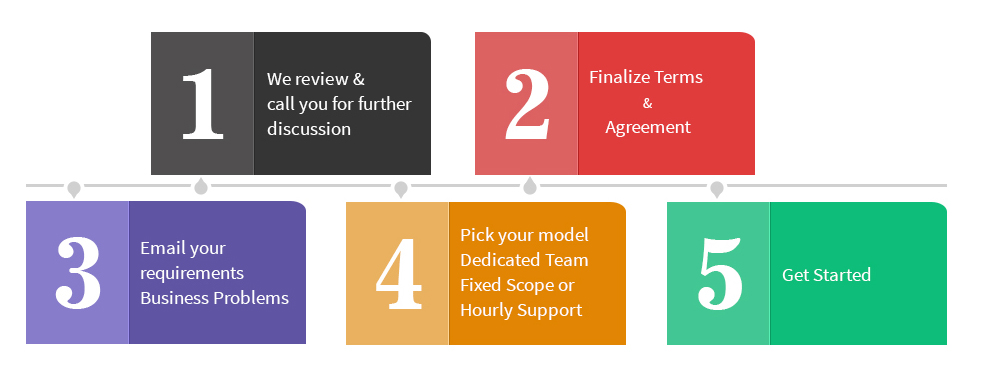 1
We review &
call you for further
discussion
2
Finalize Terms
&
Agreement
3
Email your
requirements
Business Problems
4
Pick your model
Dedicated Team
Fixed Scope or
Hourly Support
5
Get Started